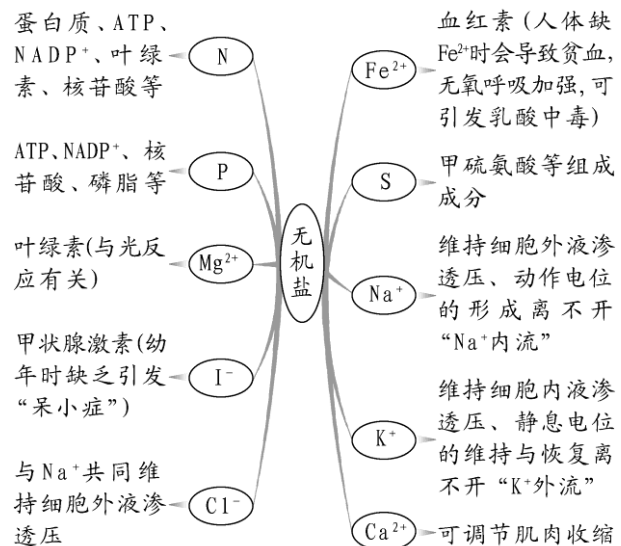 蛋白质、ATP、
NADP⁺、叶绿
素、核苷酸等
N
ATP、NADP⁺、核
苷酸、磷脂等
P
叶绿素(与光反
应有关)
Mg²⁺
甲状腺激素(幼
年时缺乏引发
“呆小症”)
I⁻
与Na⁺共同维
持细胞外液渗
透压
Cl⁻
无
机
盐
Fe²⁺
血红素(人体缺
Fe²⁺时会导致贫血,
无氧呼吸加强,可
引发乳酸中毒)
S
甲硫氨酸等组成
成分
Na⁺
维持细胞外液渗
透压、动作电位
的形成离不开
“Na⁺内流”
K⁺
维持细胞内液渗
透压、静息电位
的维持与恢复离
不开“K⁺外流”
Ca²⁺
可调节肌肉收缩